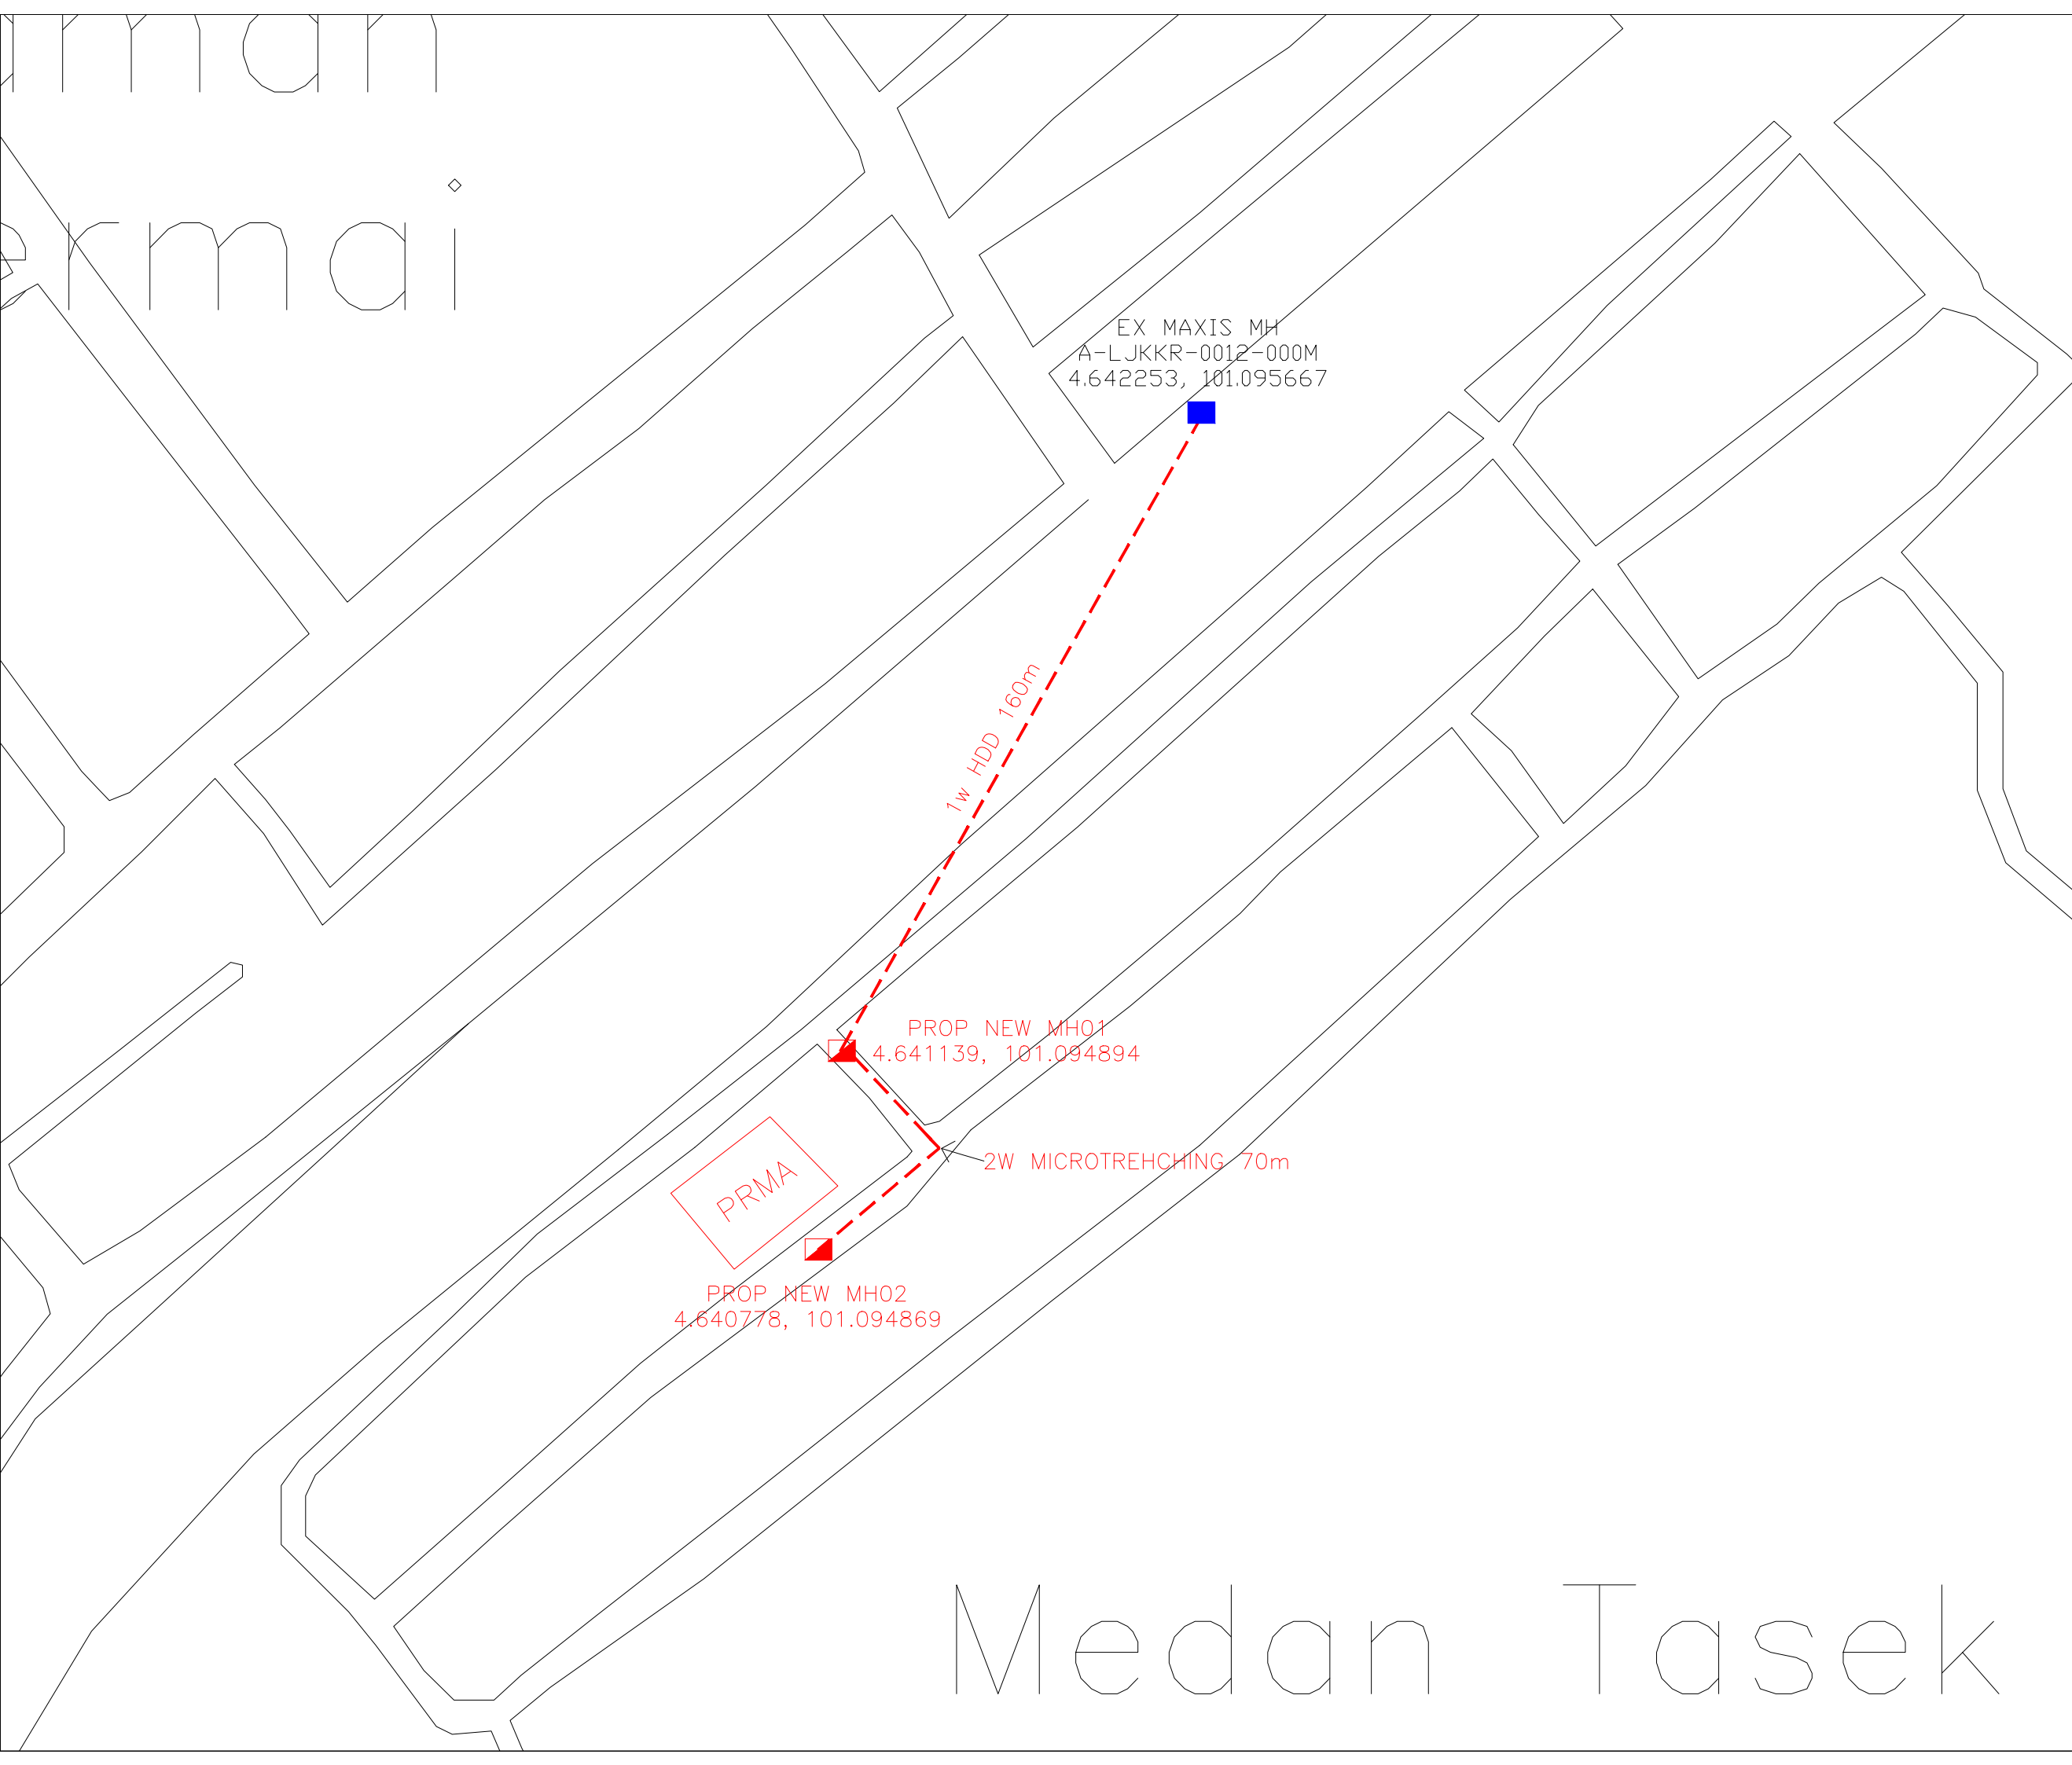 ermai
EX MAXIS MH
A-LJKKR-0012-000M
4.642253, 101.095667
1w HDD 160m
PROP NEW MH01
4.641139, 101.094894
2W MICROTREHCHING 70m
PRMA
PROP NEW MH02
4.640778, 101.094869
Medan Tasek